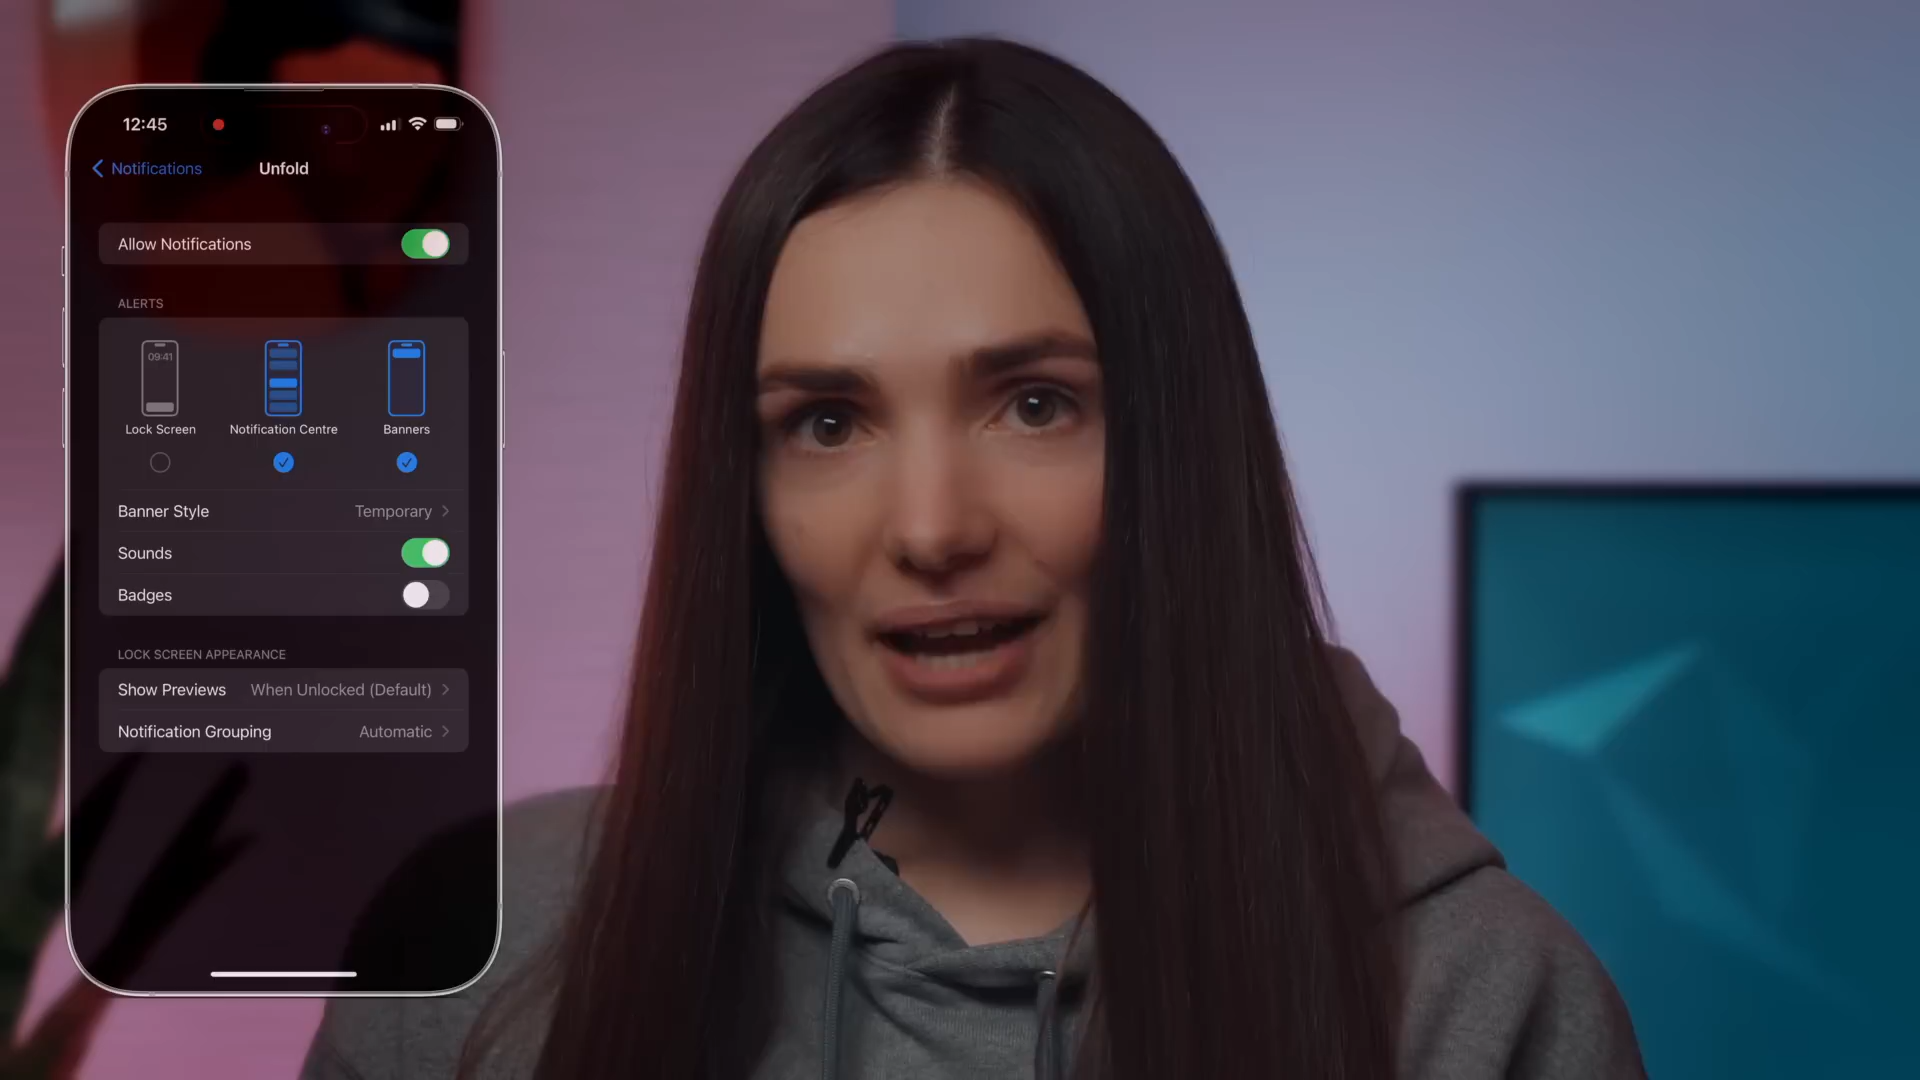 12:45
Notifications
Unfold
Allow Notifications
ALERTS
09:41
Lock Screen
Notification Centre
Banners
Banner Style
Temporary
Sounds
Badges
LOCK SCREEN APPEARANCE
Show Previews
When Unlocked (Default)
Notification Grouping
Automatic